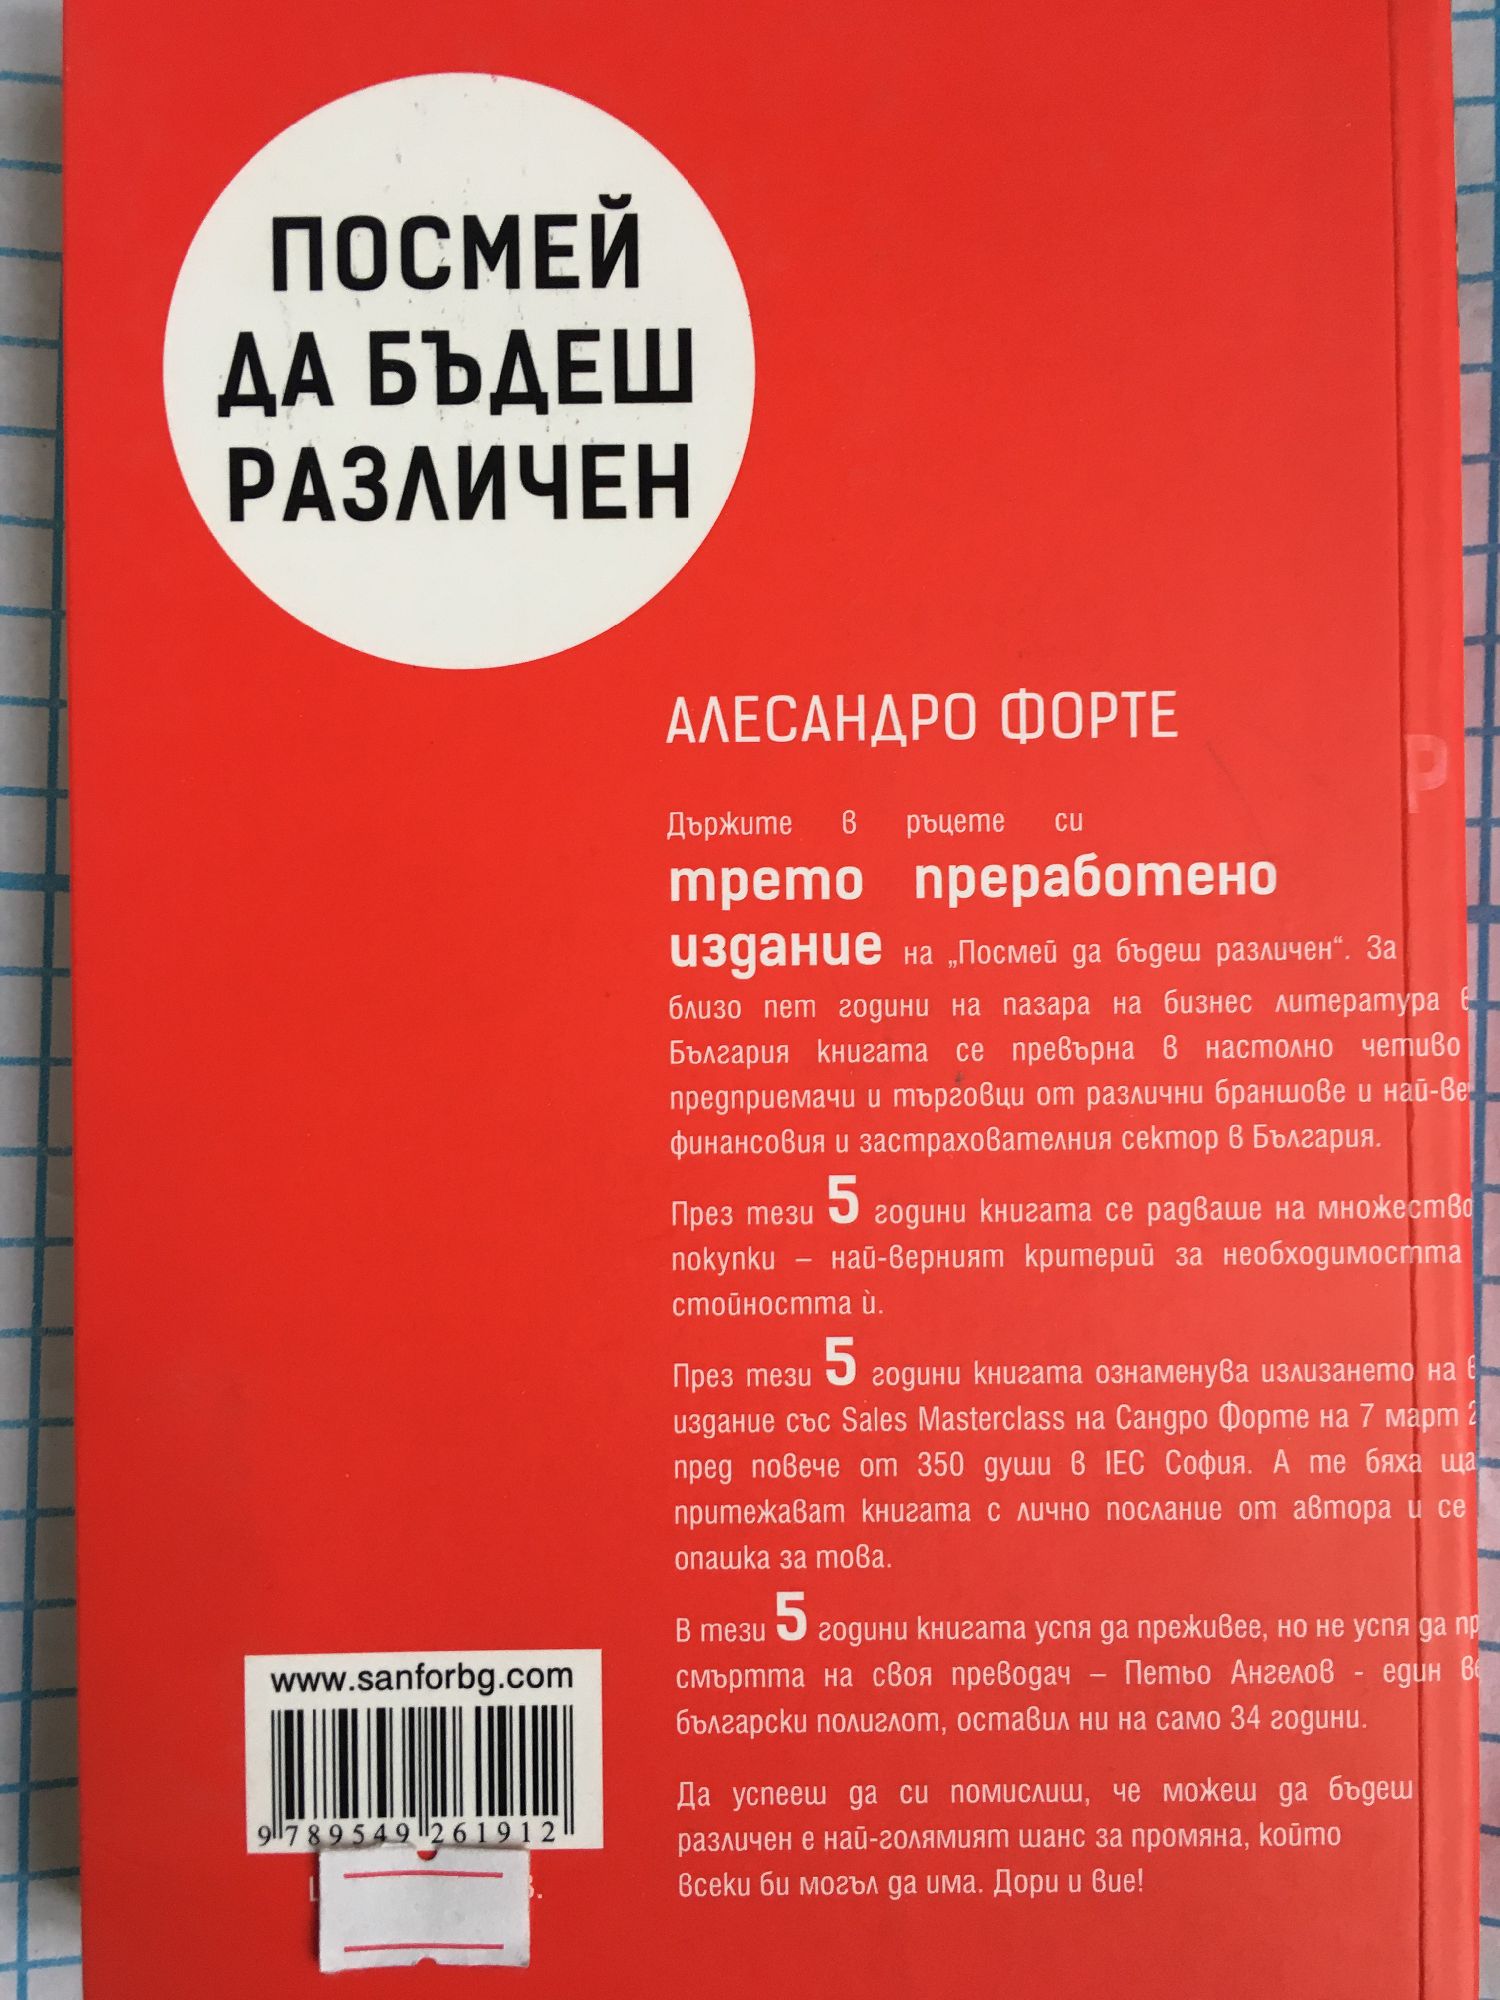 ПОСМЕЙ
ДА БЪДЕШ
РАЗЛИЧЕН
АЛЕСАНДРО ФОРТЕ
Държите в ръцете си
трето преработено
издание на „Посмей да бъдеш различен“. За
близо пет години на пазара на бизнес литература в
България книгата се превърна в настолно четиво
предприемачи и търговци от различни браншове и
финансовия и застрахователния сектор в България.
През тези 5 години книгата се радваше на множество
покупки – най-верният критерий за необходимостта
стойността ѝ.
През тези 5 години книгата ознаменува излизането на
издание със Sales Masterclass на Сандро Форте на 7 март
пред повече от 350 души в IEC София. А те бяха
притежават книгата с лично послание от автора и се
опашка за това.
В тези 5 години книгата успя да преживее, но не успя да
смъртта на своя преводач – Петьо Ангелов - един
български полиглот, оставил ни на само 34 години.
Да успееш да си помислиш, че можеш да бъдеш
различен е най-голямият шанс за промяна, който
всеки би могъл да има. Дори и вие!
www.sanforbg.com
9 789549 261912